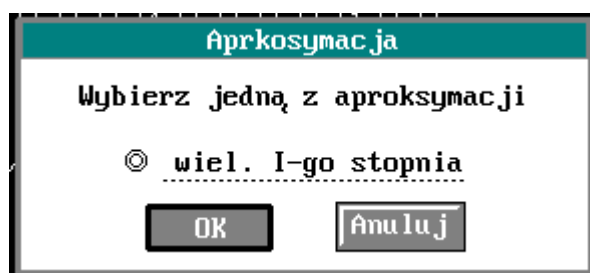 Aprkosymacja
Wybierz jedną z aproksymacji
wiel. I-go stopnia
OK
Anuluj